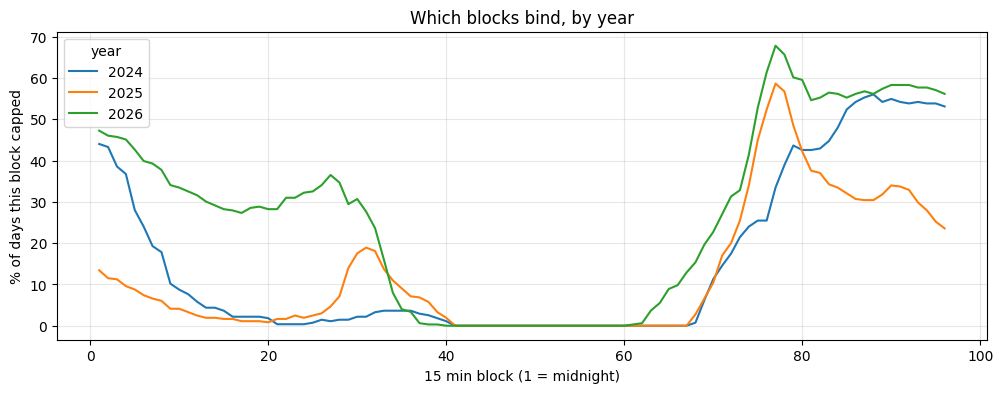 Which blocks bind, by year
% of days this block capped
70
60
50
40
30
20
10
0
year
2024
2025
2026
0 20 40 60 80 100
15 min block (1 = midnight)